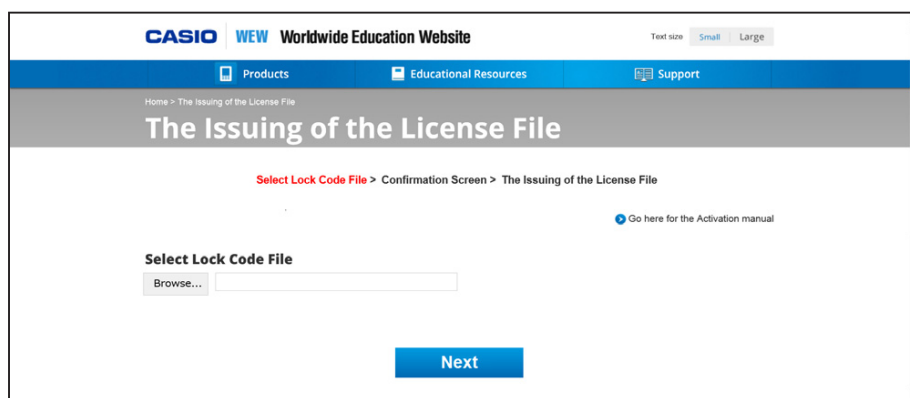 CASIO WEW Worldwide Education Website Text size Small Large
Products Educational Resources Support
Home > The Issuing of the License File
The Issuing of the License File
Select Lock Code File > Confirmation Screen > The Issuing of the License File
Go here for the Activation manual
Select Lock Code File
Browse...
Next